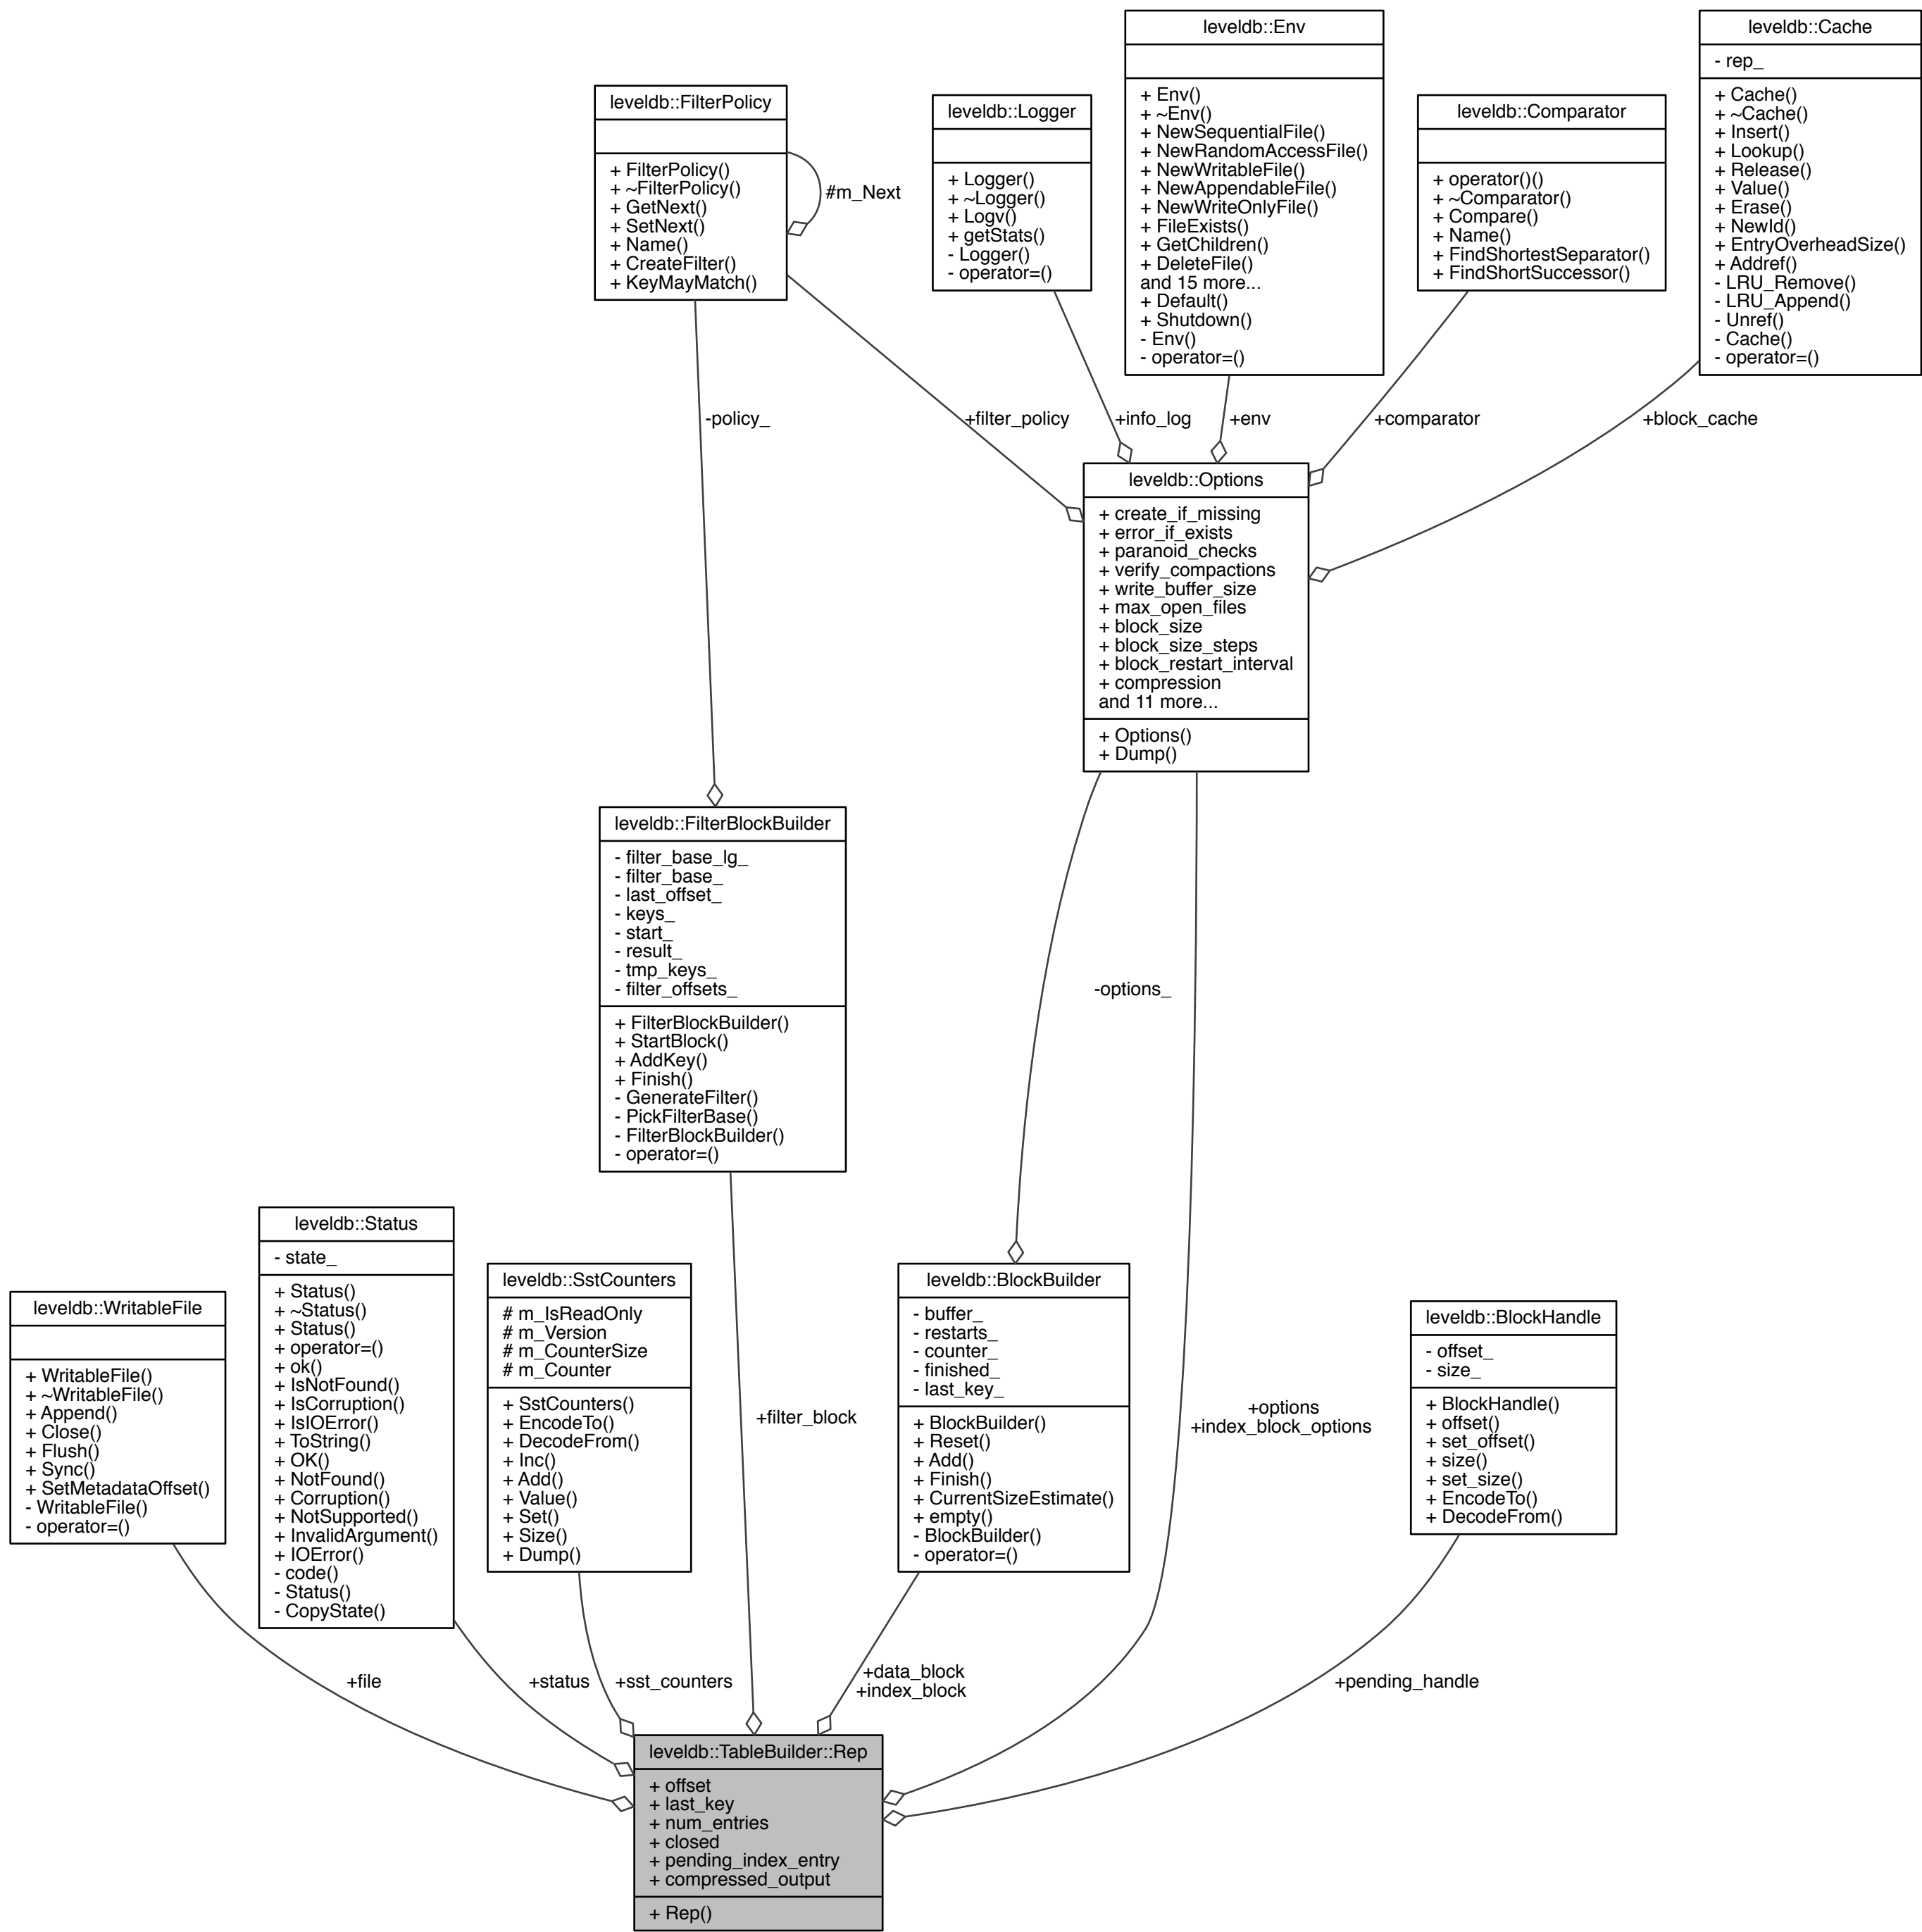 leveldb::Env
+ Env()
+ ~Env()
+ NewSequentialFile()
+ NewRandomAccessFile()
+ NewWritableFile()
+ NewAppendableFile()
+ NewWriteOnlyFile()
+ FileExists()
+ GetChildren()
+ DeleteFile()
and 15 more...
+ Default()
+ Shutdown()
- Env()
- operator=()
leveldb::Cache
- rep_
+ Cache()
+ ~Cache()
+ Insert()
+ Lookup()
+ Release()
+ Value()
+ Erase()
+ NewId()
+ EntryOverheadSize()
+ Addref()
- LRU_Remove()
- LRU_Append()
- Unref()
- Cache()
- operator=()
leveldb::FilterPolicy
+ FilterPolicy()
+ ~FilterPolicy()
+ GetNext()
+ SetNext()
+ Name()
+ CreateFilter()
+ KeyMayMatch()
#m_Next
leveldb::Logger
+ Logger()
+ ~Logger()
+ Logv()
+ getStats()
- Logger()
- operator=()
leveldb::Comparator
+ operator()()
+ ~Comparator()
+ Compare()
+ Name()
+ FindShortestSeparator()
+ FindShortSuccessor()
-policy_
+filter_policy
+info_log
+env
+comparator
+block_cache
leveldb::Options
+ create_if_missing
+ error_if_exists
+ paranoid_checks
+ verify_compactions
+ write_buffer_size
+ max_open_files
+ block_size
+ block_size_steps
+ block_restart_interval
+ compression
and 11 more...
+ Options()
+ Dump()
leveldb::FilterBlockBuilder
- filter_base_lg_
- filter_base_
- last_offset_
- keys_
- start_
- result_
- tmp_keys_
- filter_offsets_
+ FilterBlockBuilder()
+ StartBlock()
+ AddKey()
+ Finish()
- GenerateFilter()
- PickFilterBase()
- FilterBlockBuilder()
- operator=()
-options_
leveldb::WritableFile
+ WritableFile()
+ ~WritableFile()
+ Append()
+ Close()
+ Flush()
+ Sync()
+ SetMetadataOffset()
- WritableFile()
- operator=()
leveldb::Status
- state_
+ Status()
+ ~Status()
+ Status()
+ operator=()
+ ok()
+ IsNotFound()
+ IsCorruption()
+ IsIOError()
+ ToString()
+ OK()
+ NotFound()
+ Corruption()
+ NotSupported()
+ InvalidArgument()
+ IOError()
- code()
- Status()
- CopyState()
leveldb::SstCounters
# m_IsReadOnly
# m_Version
# m_CounterSize
# m_Counter
+ SstCounters()
+ EncodeTo()
+ DecodeFrom()
+ Inc()
+ Add()
+ Value()
+ Set()
+ Size()
+ Dump()
+filter_block
leveldb::BlockBuilder
- buffer_
- restarts_
- counter_
- finished_
- last_key_
+ BlockBuilder()
+ Reset()
+ Add()
+ Finish()
+ CurrentSizeEstimate()
+ empty()
- BlockBuilder()
- operator=()
+options
+index_block_options
leveldb::BlockHandle
- offset_
- size_
+ BlockHandle()
+ offset()
+ set_offset()
+ size()
+ set_size()
+ EncodeTo()
+ DecodeFrom()
+file
+status
+sst_counters
+data_block
+index_block
+pending_handle
leveldb::TableBuilder::Rep
+ offset
+ last_key
+ num_entries
+ closed
+ pending_index_entry
+ compressed_output
+ Rep()